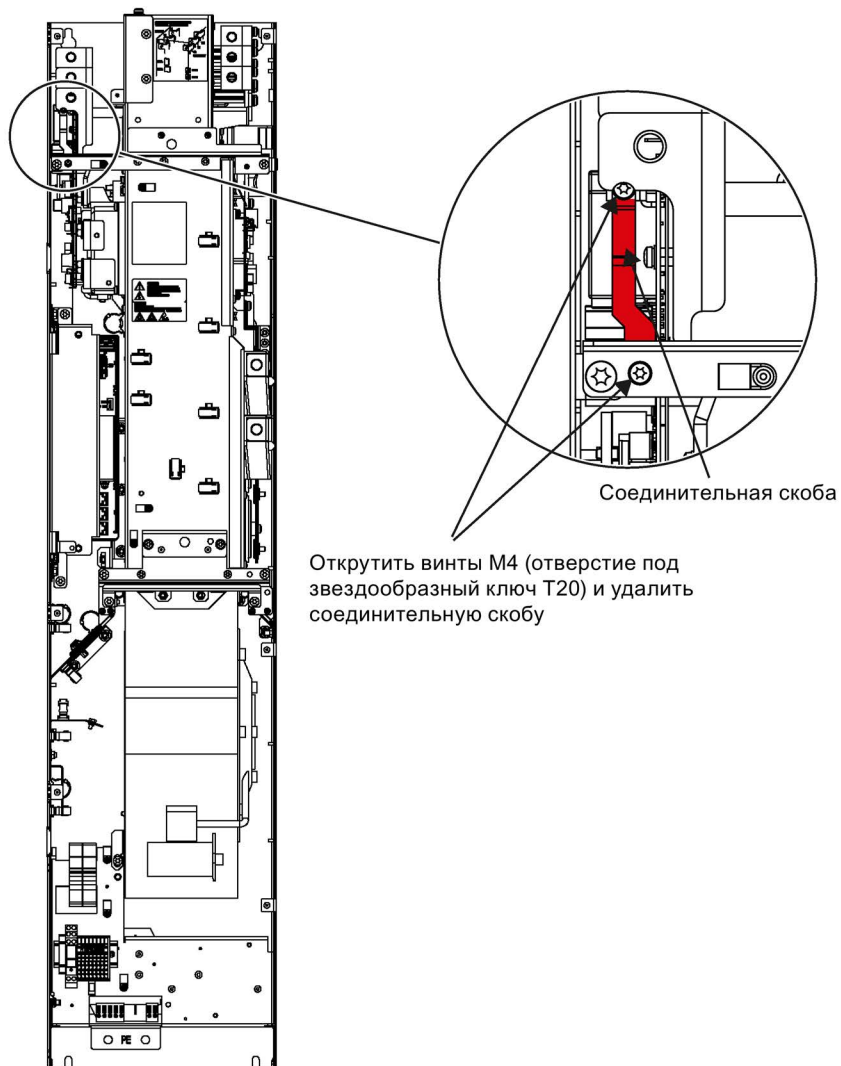 Соединительная скоба
Открутить винты M4 (отверстие под
звездообразный ключ T20) и удалить
соединительную скобу
PE